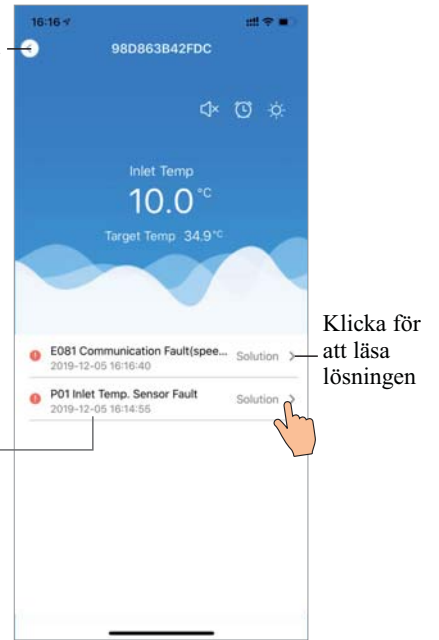 16:16
98D863B42FDC
Inlet Temp
10.0 °C
Target Temp 34.9°C
E081 Communication Fault(spee... Solution
2019-12-05 16:16:40
P01 Inlet Temp. Sensor Fault Solution
2019-12-05 16:14:55
Klicka för
att läsa
lösningen